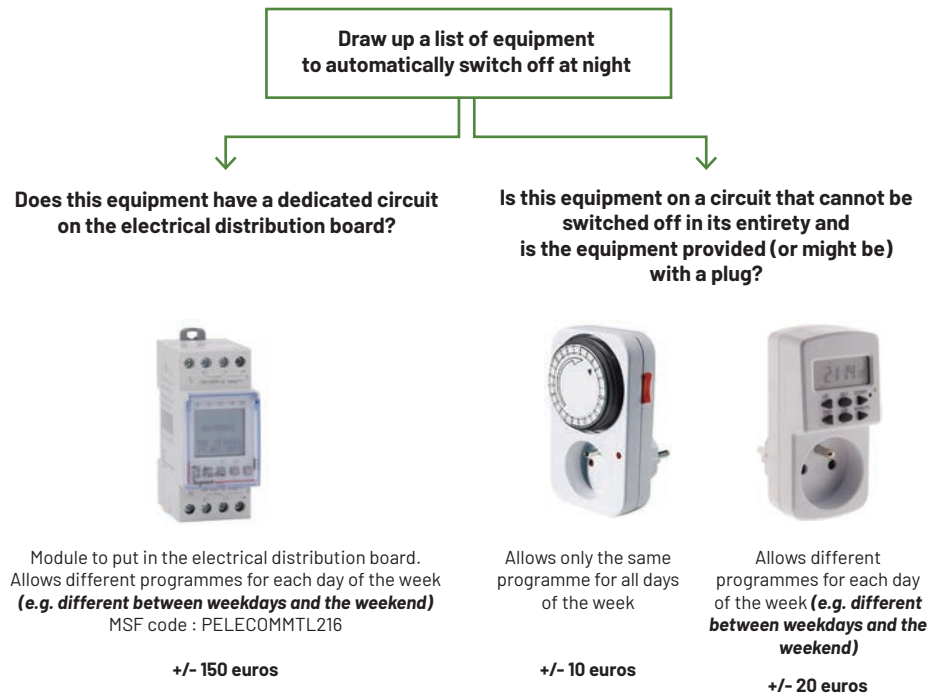 Draw up a list of equipment
to automatically switch off at night
Does this equipment have a dedicated circuit
on the electrical distribution board?
Is this equipment on a circuit that cannot be
switched off in its entirety and
is the equipment provided (or might be)
with a plug?
Module to put in the electrical distribution board.
Allows different programmes for each day of the week
(e.g. different between weekdays and the weekend)
MSF code : PELECOMMTL216
+/- 150 euros
Allows only the same
programme for all days
of the week
+/- 10 euros
Allows different
programmes for each day
of the week (e.g. different
between weekdays and the
weekend)
+/- 20 euros